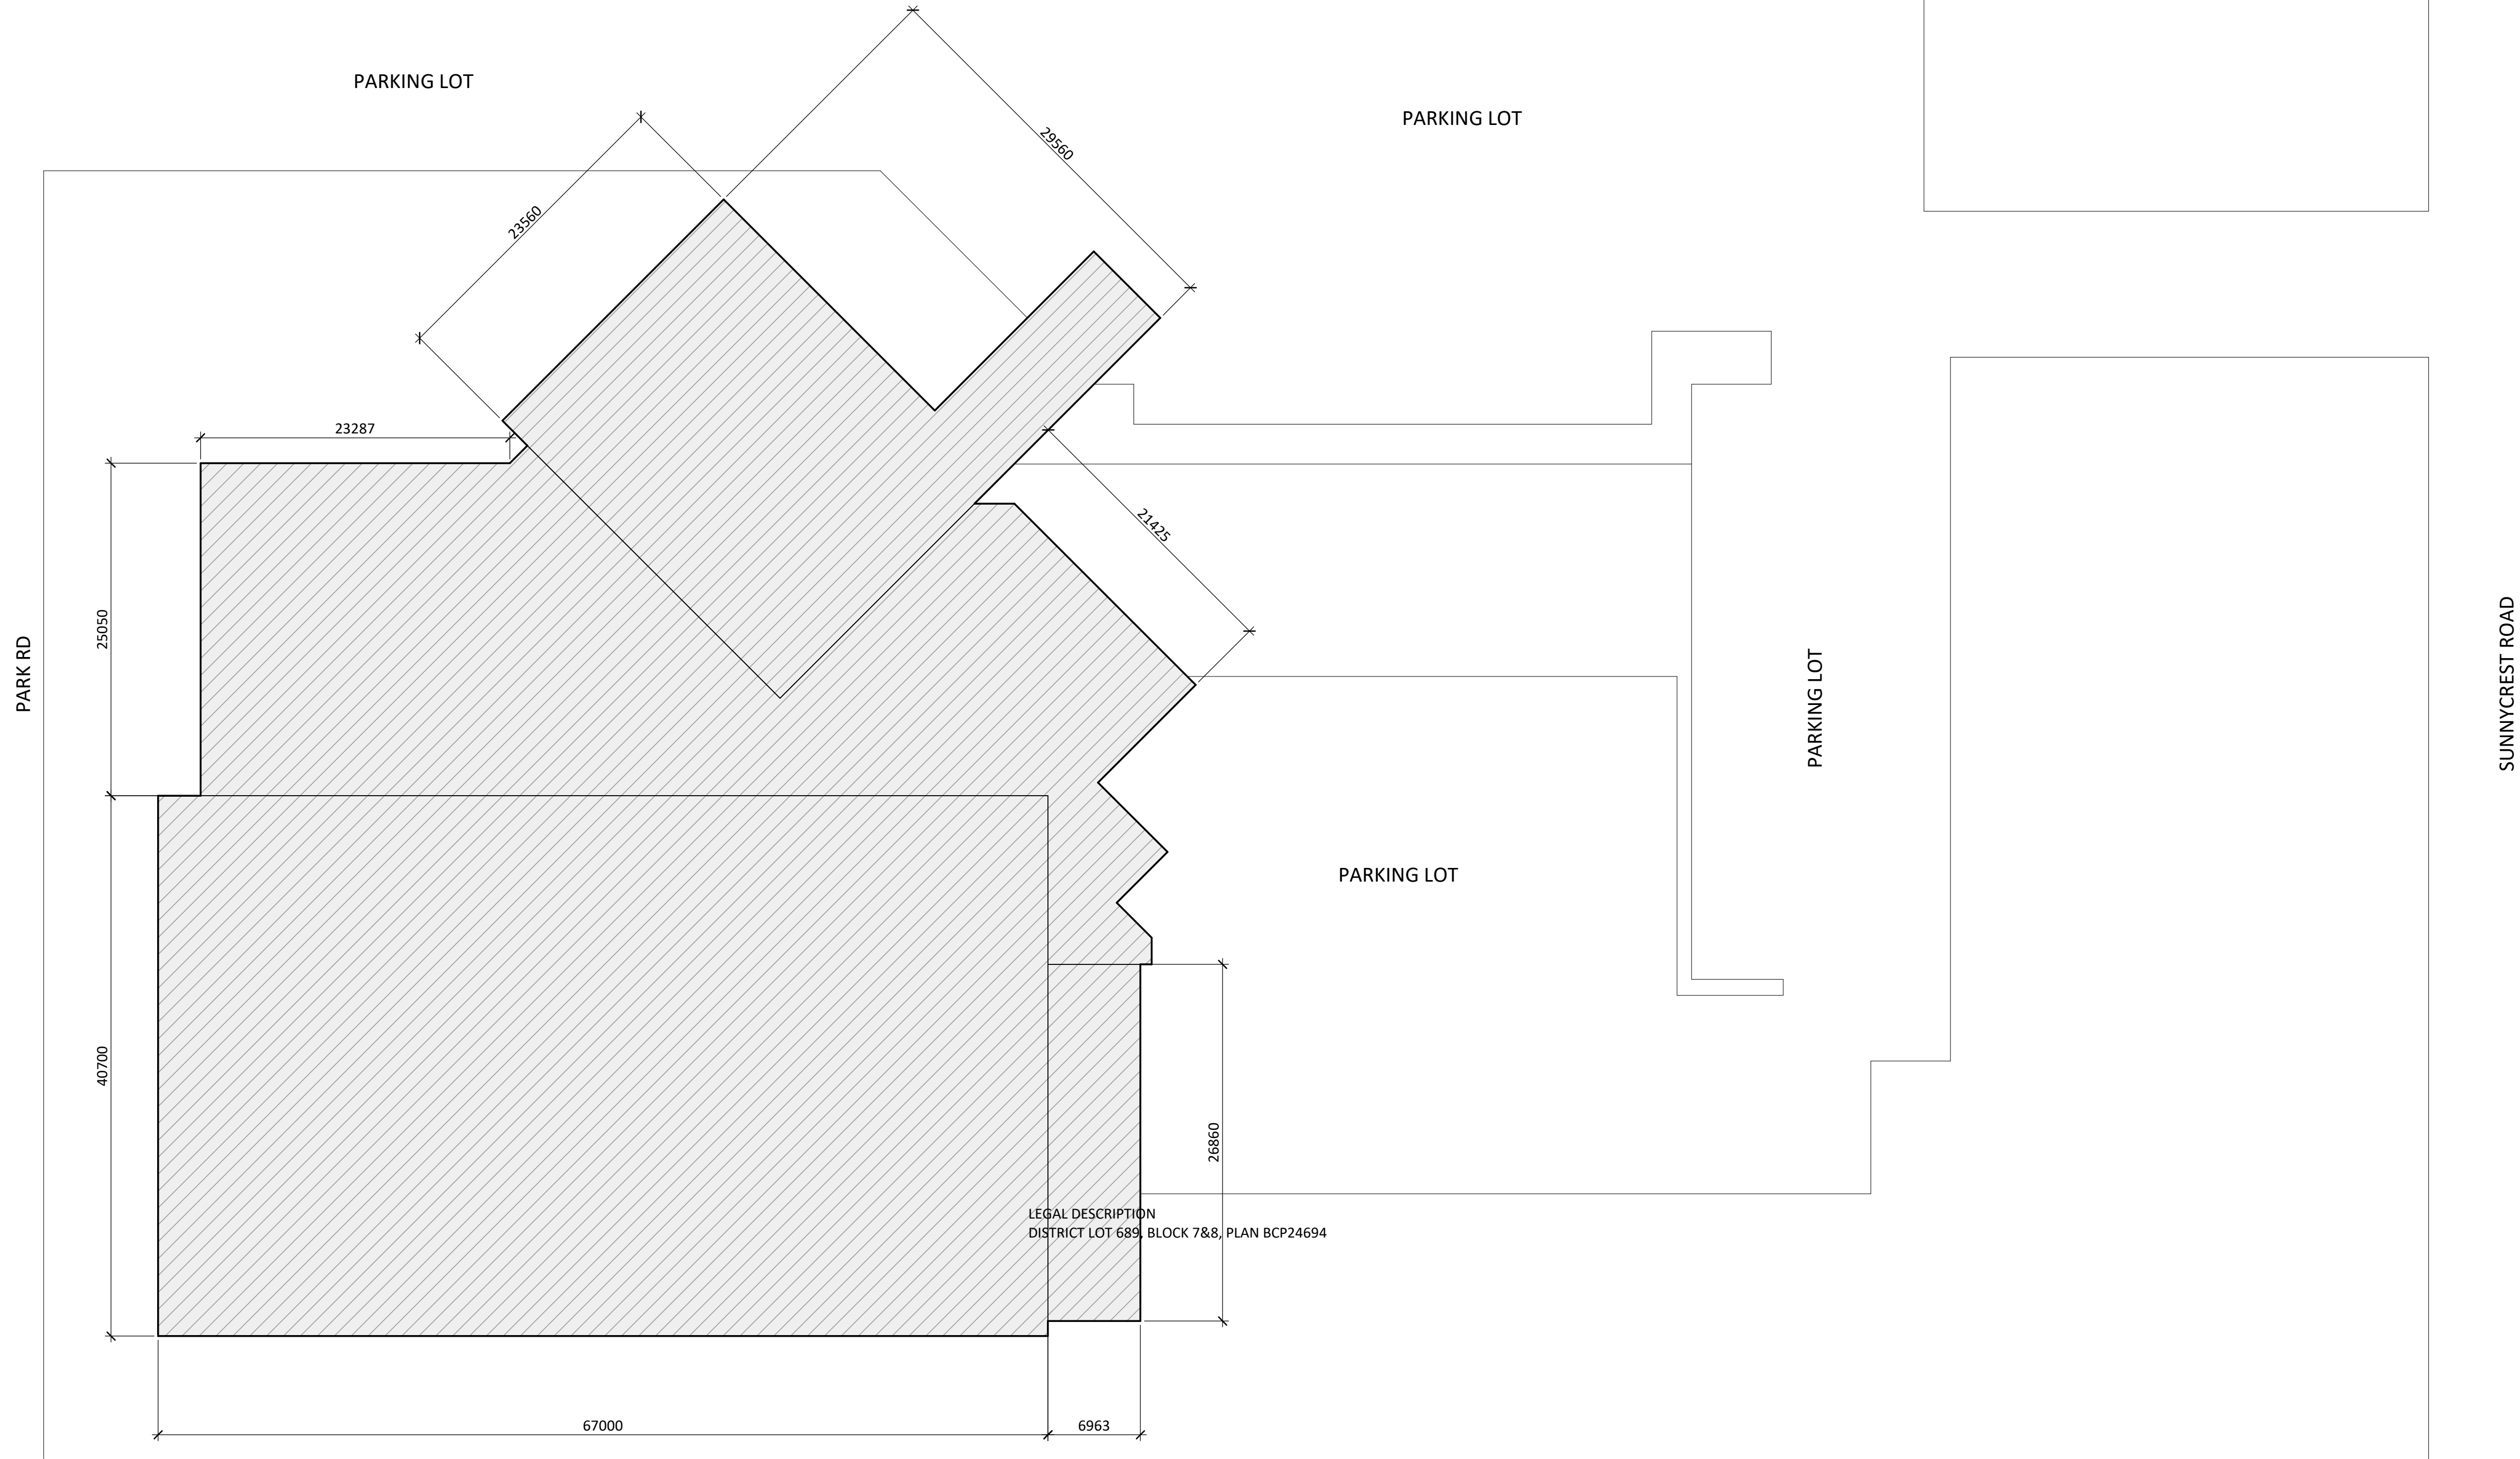 PARKING LOT
PARKING LOT
29560
23560
23287
21425
25050
PARK RD
PARKING LOT
SUNNYCREST ROAD
PARKING LOT
40700
26860
LEGAL DESCRIPTION
DISTRICT LOT 689, BLOCK 7&8, PLAN BCP24694
67000
6963